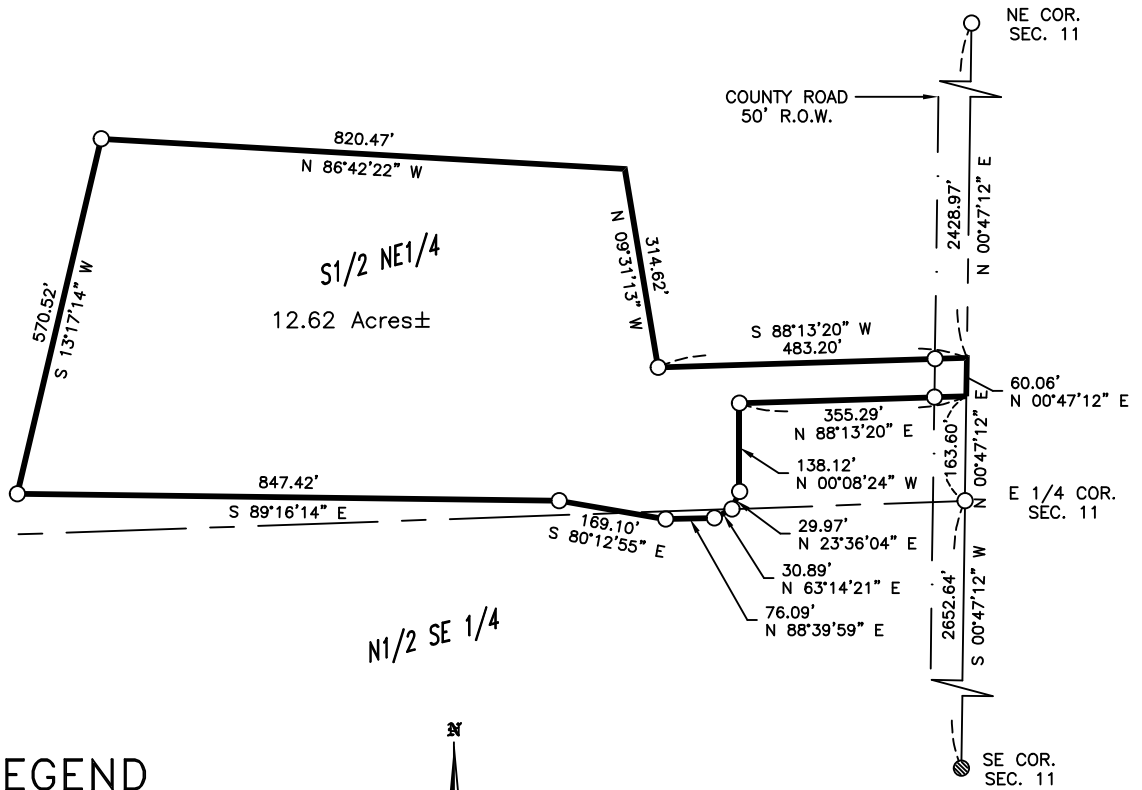 NE COR.
SEC. 11
COUNTY ROAD
50' R.O.W.
820.47'
N 86°42'22" W
2428.97'
N 00°47'12" E
314.62'
N 09°31'13" W
S1/2 NE1/4
12.62 Acres±
570.52'
S 13°17'14" W
S 88°13'20" W
483.20'
60.06'
N 00°47'12" E
355.29'
N 88°13'20" E
163.60'
N 00°47'12" E
138.12'
N 00°08'24" W
847.42'
S 89°16'14" E
169.10'
S 80°12'55" E
E 1/4 COR.
SEC. 11
29.97'
N 23°36'04" E
30.89'
N 63°14'21" E
76.09'
N 88°39'59" E
2652.64'
S 00°47'12" W
N1/2 SE 1/4
N
EGEND
SE COR.
SEC. 11